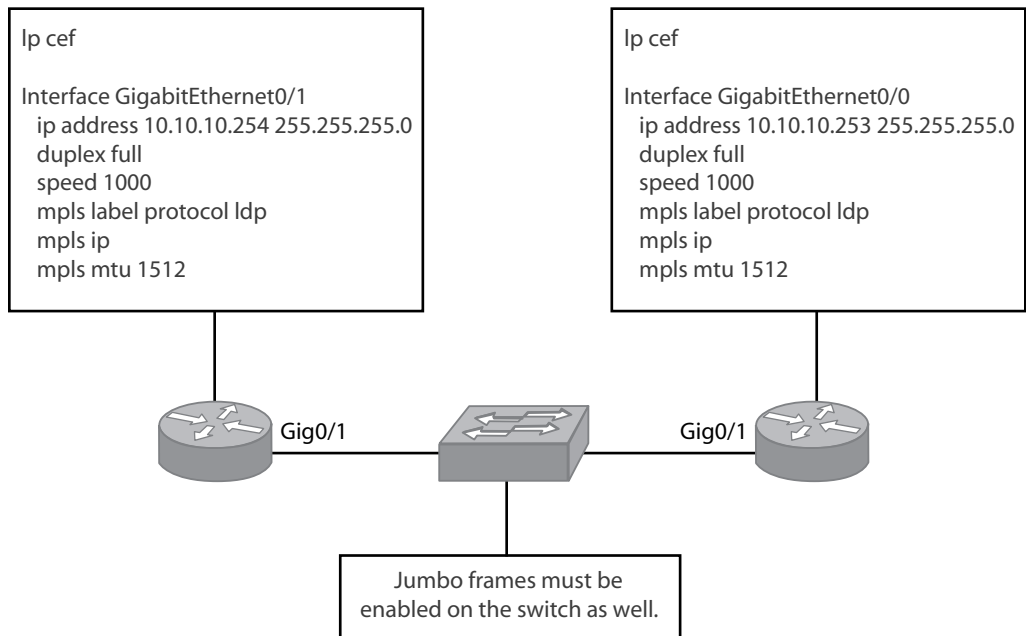 Ip cef
Interface GigabitEthernet0/1
ip address 10.10.10.254 255.255.255.0
duplex full
speed 1000
mpls label protocol ldp
mpls ip
mpls mtu 1512
Ip cef
Interface GigabitEthernet0/0
ip address 10.10.10.253 255.255.255.0
duplex full
speed 1000
mpls label protocol ldp
mpls ip
mpls mtu 1512
Gig0/1
Gig0/1
Jumbo frames must be
enabled on the switch as well.